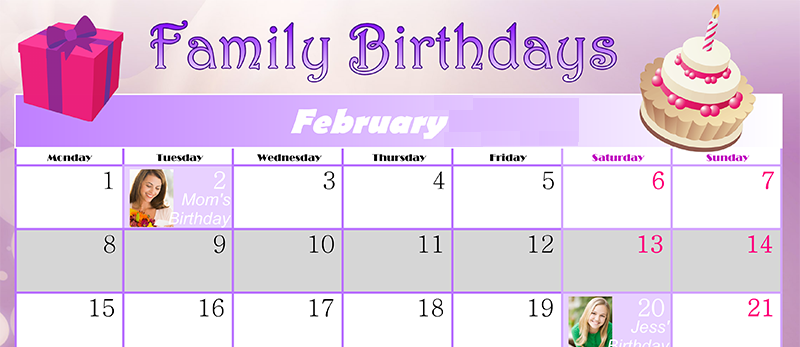 Family Birthdays
February
Monday Tuesday Wednesday Thursday Friday Saturday Sunday
1 2 3 4 5 6 7
Mom's
Birthday
8 9 10 11 12 13 14
15 16 17 18 19 20 21
Jess'
Birthday